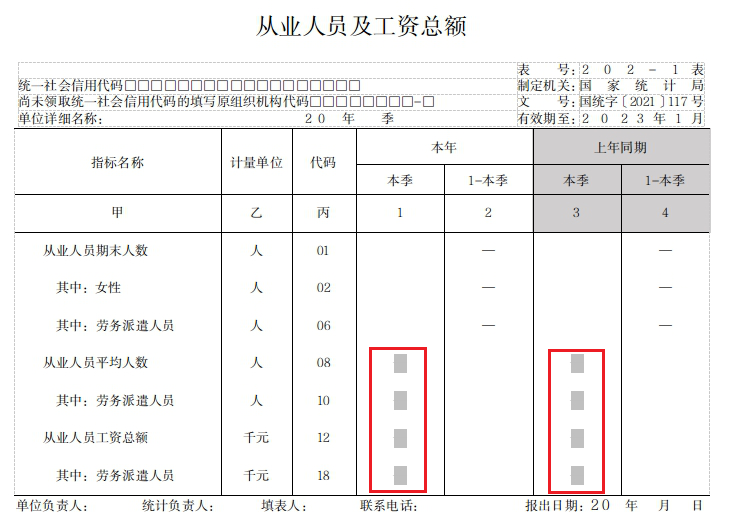 从业人员及工资总额
表 号: 2 0 2 - 1 表
统一社会信用代码□□□□□□□□□□□□□□□□□□ 制定机关: 国 家 统 计 局
尚未领取统一社会信用代码的填写原组织机构代码□□□□□□□□-□ 文 号: 国统字〔2021〕117号
单位详细名称: 20 年 季 有效期至: 2 0 2 3 年 1 月
指标名称 计量单位 代码 本年 上年同期
本季 1-本季 本季 1-本季
甲 乙 丙 1 2 3 4
从业人员期末人数 人 01 — —
其中: 女性 人 02 — —
其中: 劳务派遣人员 人 06 — —
从业人员平均人数 人 08
其中: 劳务派遣人员 人 10
从业人员工资总额 千元 12
其中: 劳务派遣人员 千元 18
单位负责人: 统计负责人: 填表人: 联系电话: 报出日期: 20 年 月 日